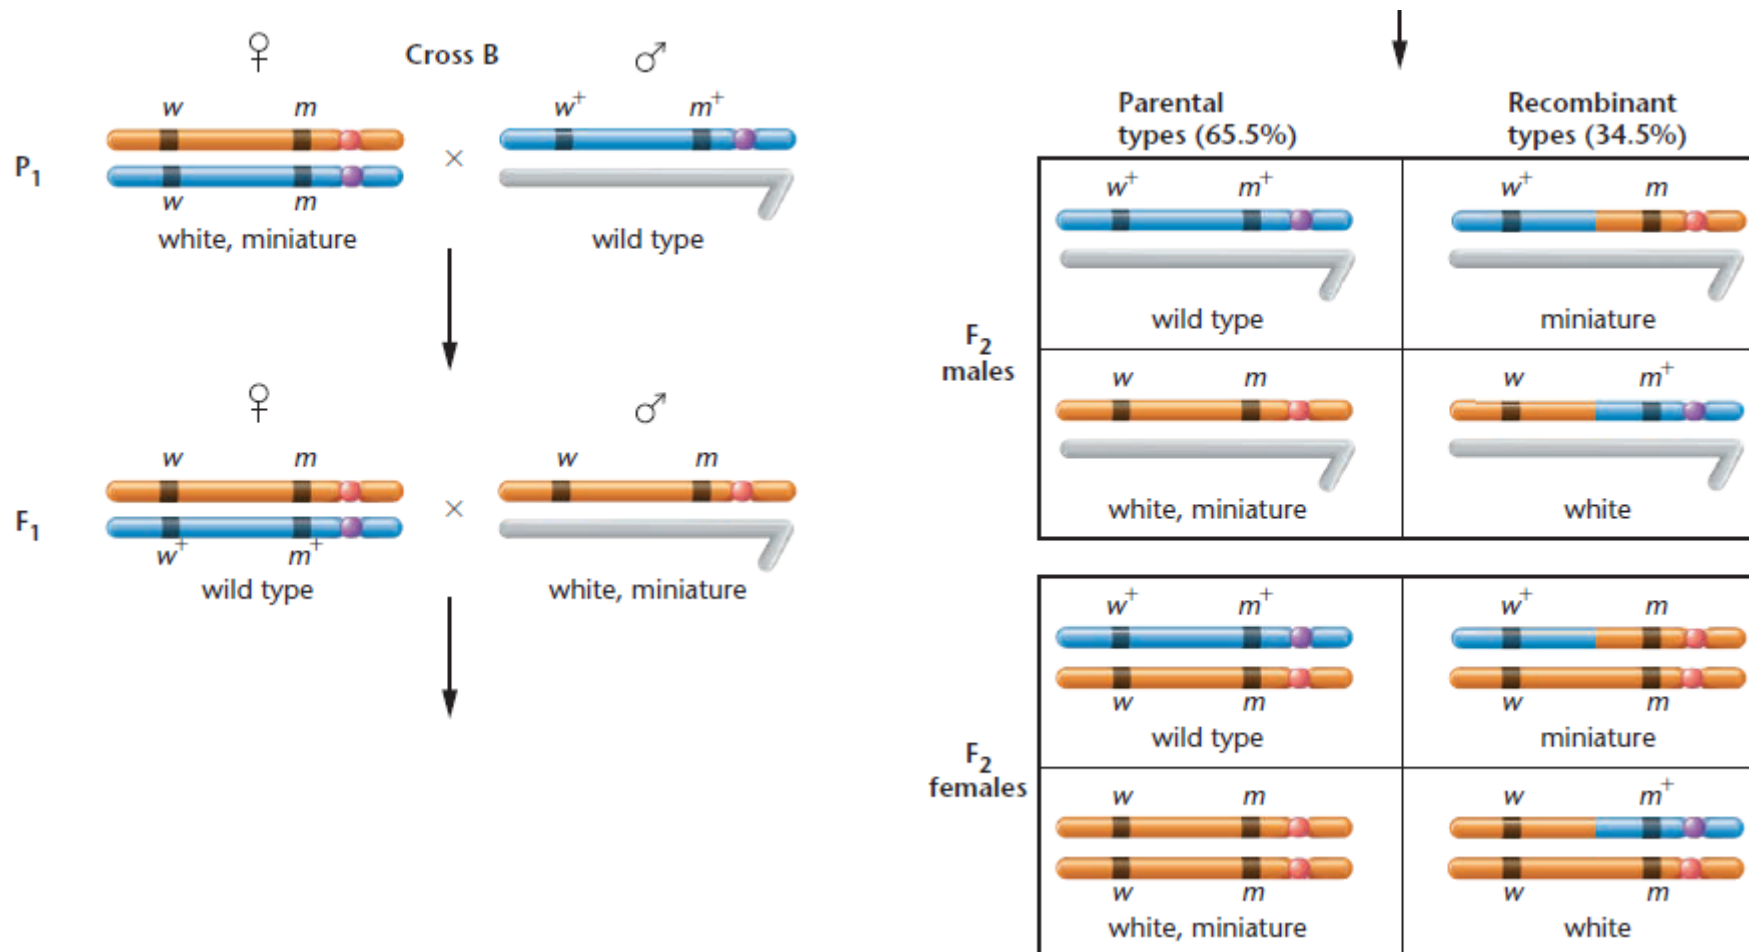 ♀ Cross B ♂
w m w⁺ m⁺
P₁ ×
w m
white, miniature wild type
♀ ♂
w m w m
F₁ ×
w⁺ m⁺
wild type white, miniature
Parental types (65.5%)
Recombinant types (34.5%)
F₂ males
w⁺ m⁺
wild type
w⁺ m
miniature
w m
white, miniature
w m⁺
white
F₂ females
w⁺ m⁺
w m
wild type
w⁺ m
w m
miniature
w m
w m
white, miniature
w m⁺
w m
white